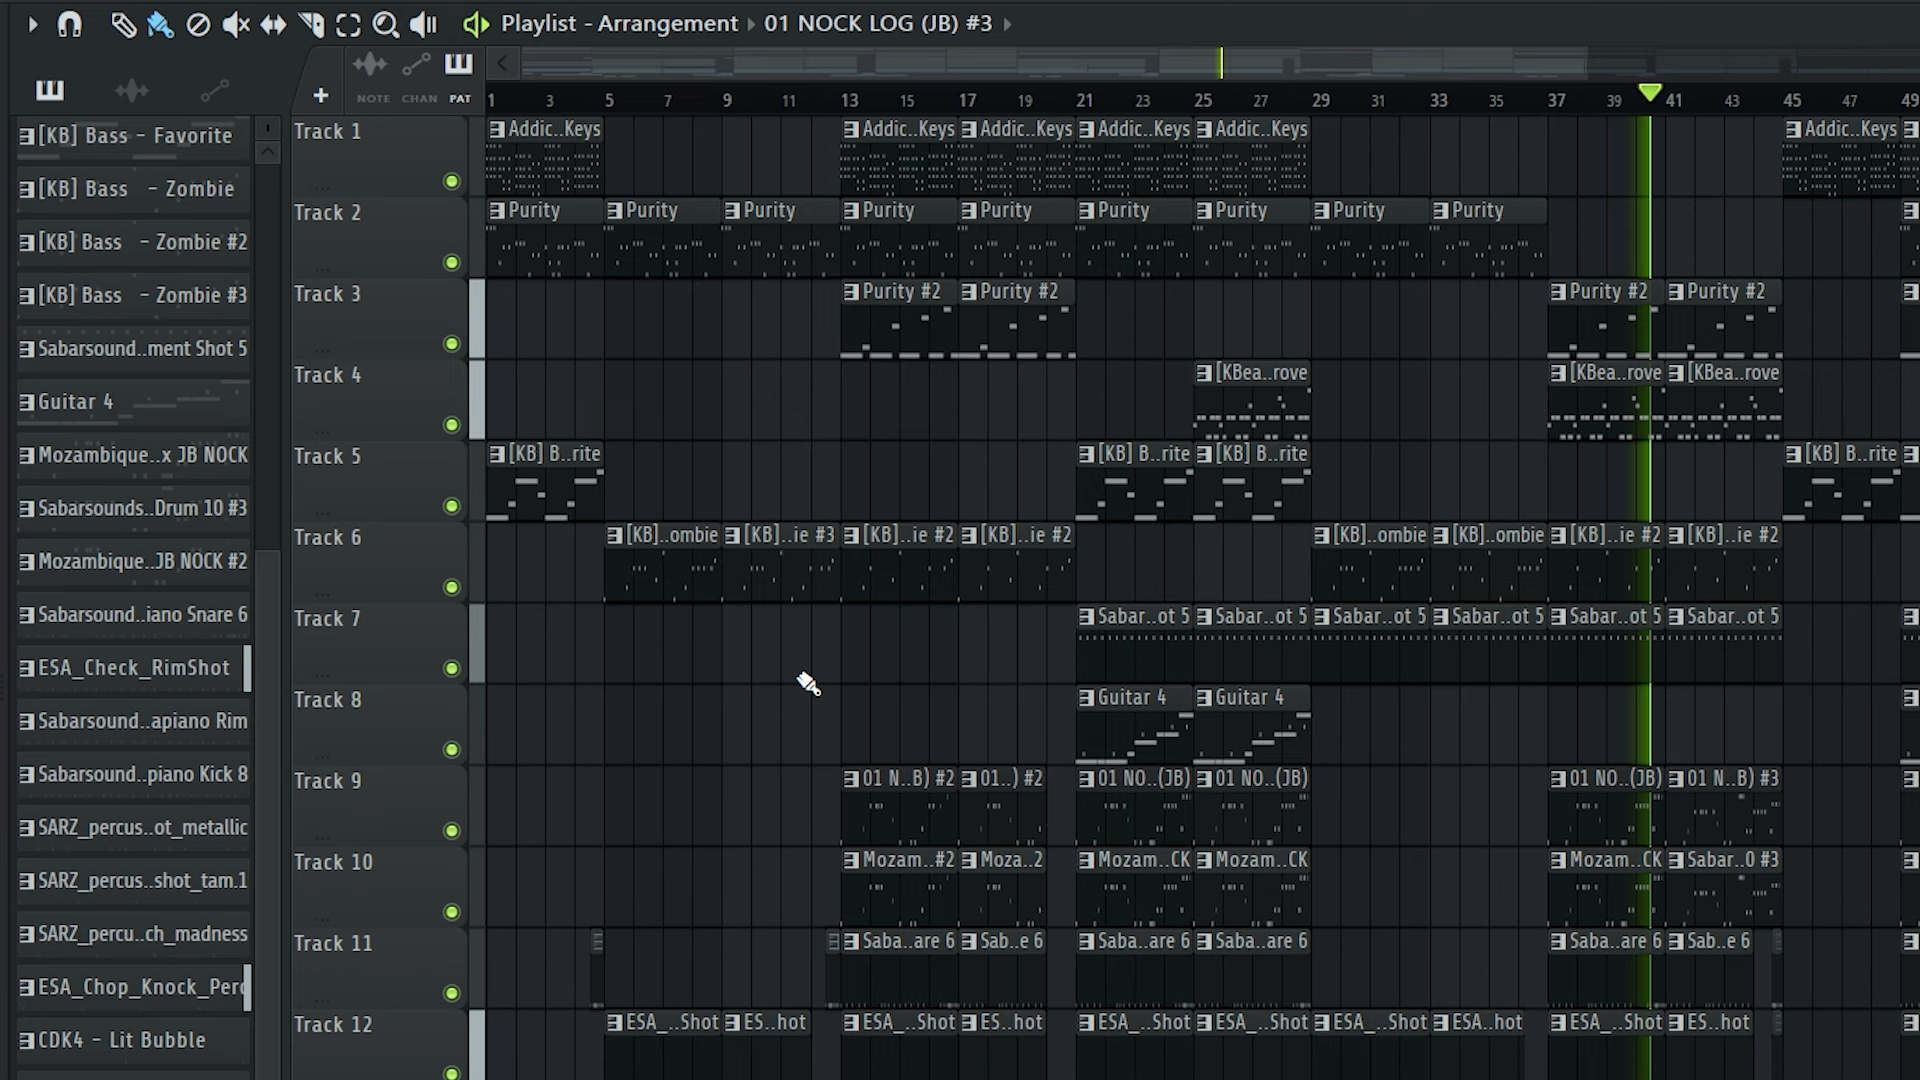 Playlist - Arrangement 01 NOCK LOG (JB) #3
NOTE CHAN PAT
1 3 5 7 9 11 13 15 17 19 21 23 25 27 29 31 33 35 37 39 41 43 45 47 49
[KB] Bass - Favorite
[KB] Bass - Zombie
[KB] Bass - Zombie #2
[KB] Bass - Zombie #3
Sabarsound..ment Shot 5
Guitar 4
Mozambique..x JB NOCK
Sabarsounds..Drum 10 #3
Mozambique..JB NOCK #2
Sabarsound..iano Snare 6
ESA_Check_RimShot
Sabarsound..apiano Rim
Sabarsound..piano Kick 8
SARZ_percus..ot_metallic
SARZ_percus..shot_tam.1
SARZ_percu..ch_madness
ESA_Chop_Knock_Perc
CDK4 - Lit Bubble
Track 1
Addic..Keys Addic..Keys Addic..Keys Addic..Keys Addic..Keys Addic..Keys
Track 2
Purity Purity Purity Purity Purity Purity Purity Purity Purity
Track 3
Purity #2 Purity #2 Purity #2 Purity #2
Track 4
[KBea..rove [KBea..rove [KBea..rove
Track 5
[KB] B..rite [KB] B..rite [KB] B..rite [KB] B..rite
Track 6
[KB]..ombie [KB]..ie #3 [KB]..ie #2 [KB]..ie #2 [KB]..ombie [KB]..ombie [KB]..ie #2 [KB]..ie #2
Track 7
Sabar..ot 5 Sabar..ot 5 Sabar..ot 5 Sabar..ot 5 Sabar..ot 5 Sabar..ot 5
Track 8
Guitar 4 Guitar 4
Track 9
01 N..B) #2 01..) #2 01 NO..(JB) 01 NO..(JB) 01 NO..(JB) 01 N..B) #3
Track 10
Mozam..#2 Moza..2 Mozam..CK Mozam..CK Mozam..CK Sabar..0 #3
Track 11
Saba..are 6 Sab..e 6 Saba..are 6 Saba..are 6 Saba..are 6 Sab..e 6
Track 12
ESA_..Shot ES..hot ESA_..Shot ES..hot ESA_..Shot ESA_..Shot ESA_..Shot ESA..hot ESA_..Shot ES..hot